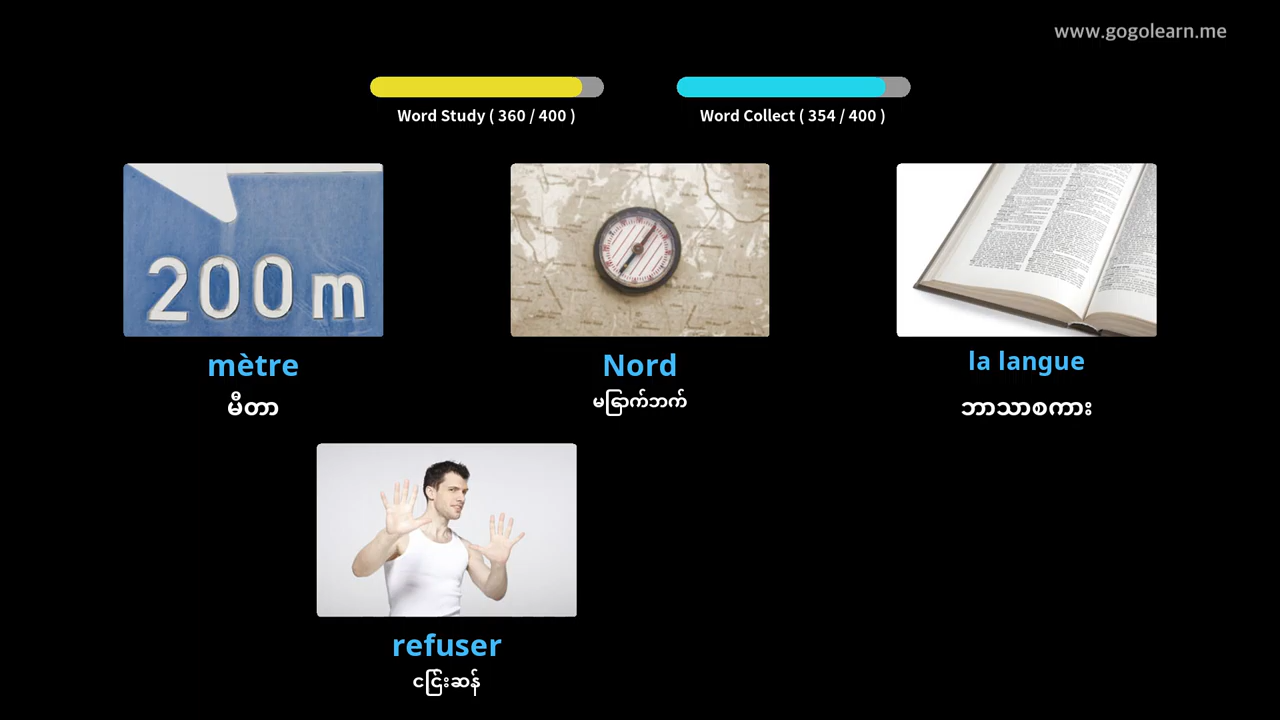 www.gogolearn.me
Word Study ( 360 / 400 )
Word Collect ( 354 / 400 )
200 m
mètre
မီတာ
Nord
မြောက်ဘက်
la langue
ဘာသာစကား
refuser
ငြင်းဆန်